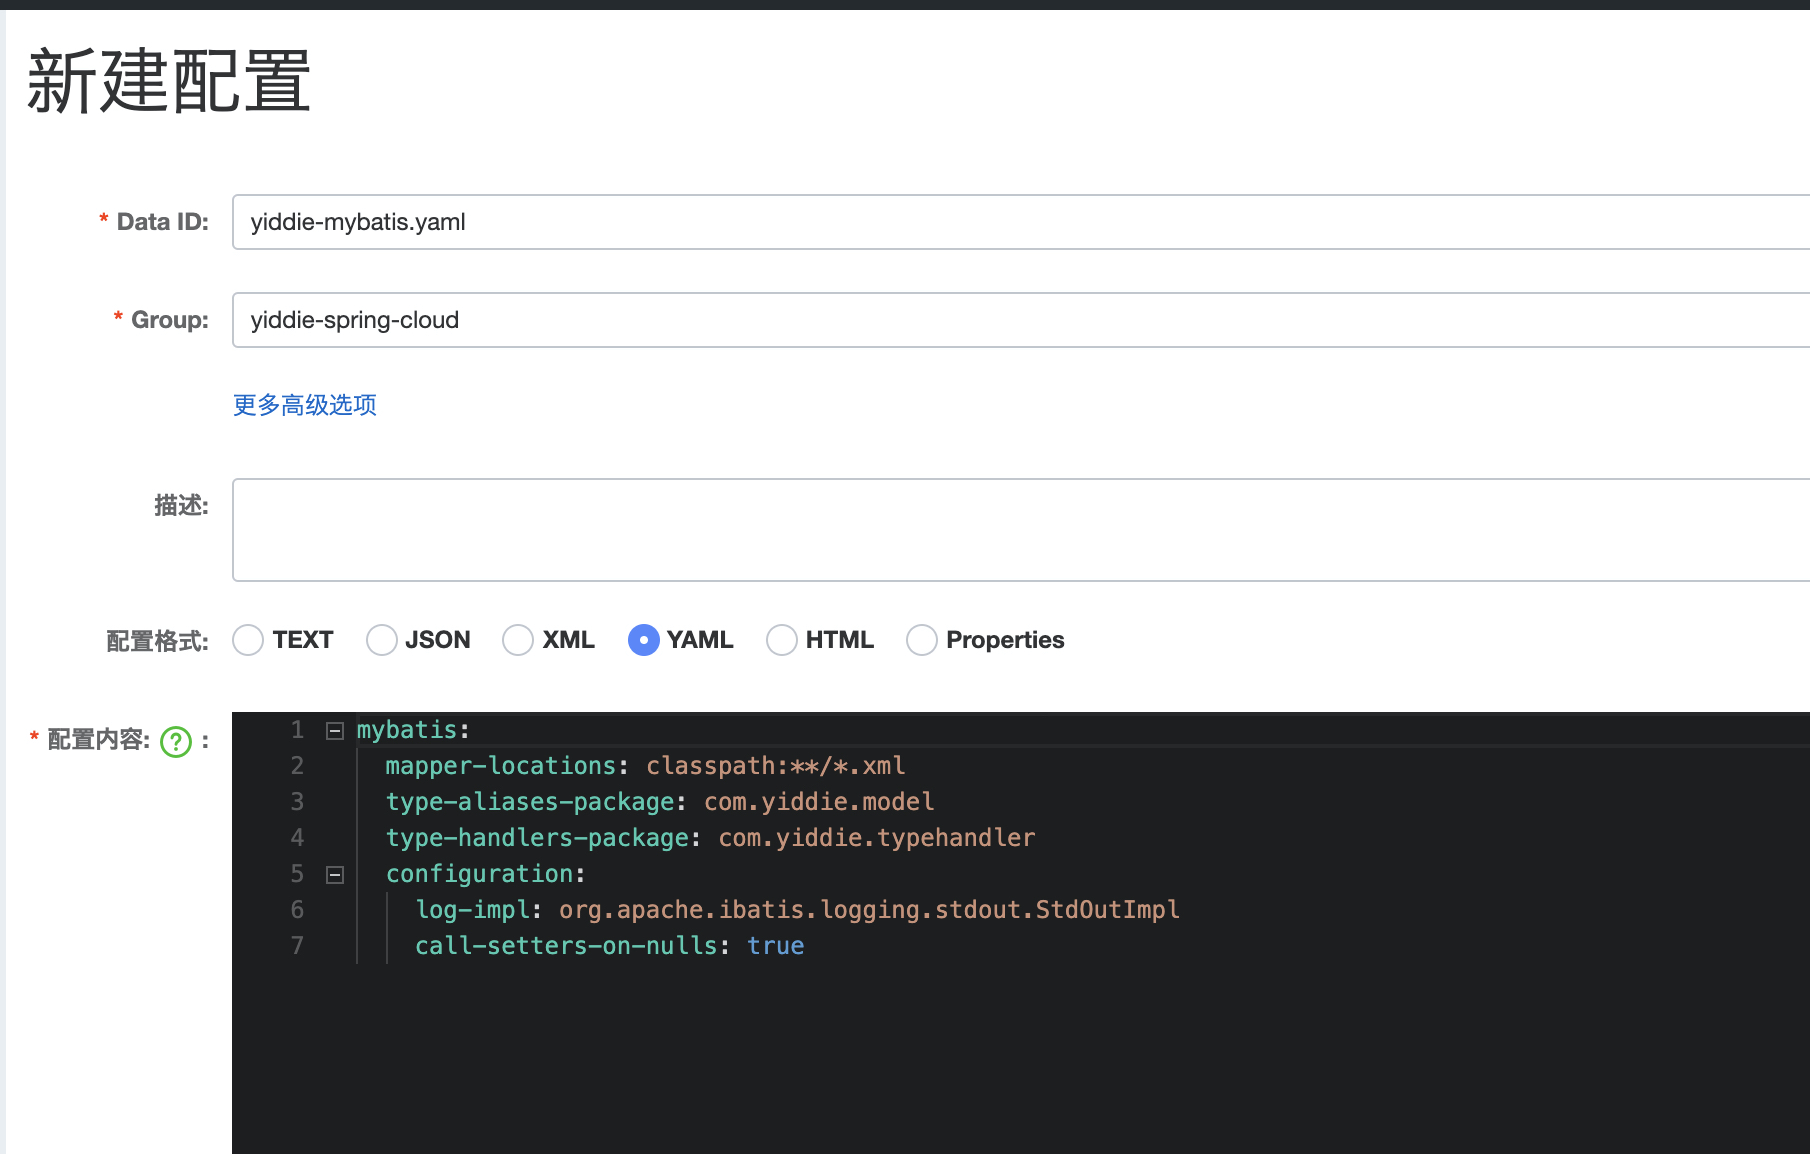 新建配置
* Data ID: yiddie-mybatis.yaml
* Group: yiddie-spring-cloud
更多高级选项
描述:
配置格式: TEXT JSON XML YAML HTML Properties
* 配置内容: ? :
1 mybatis:
2 mapper-locations: classpath:**/*.xml
3 type-aliases-package: com.yiddie.model
4 type-handlers-package: com.yiddie.typehandler
5 configuration:
6 log-impl: org.apache.ibatis.logging.stdout.StdOutImpl
7 call-setters-on-nulls: true